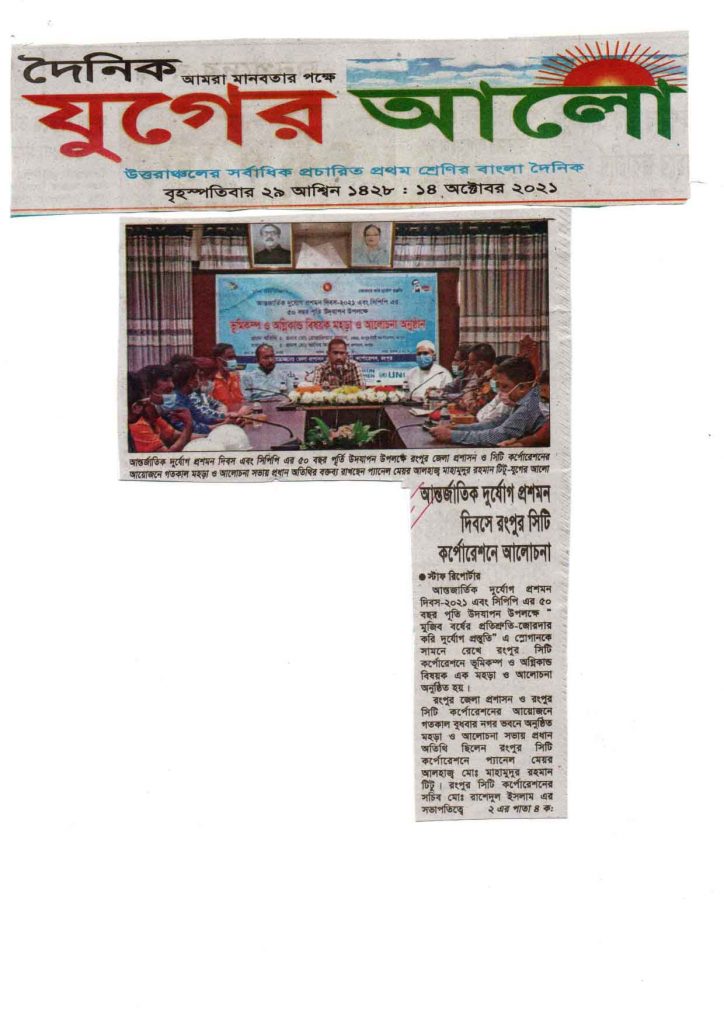 দৈনিক আমরা মানবতার পক্ষে
যুগের আলো
উত্তরাঞ্চলের সর্বাধিক প্রচারিত প্রথম শ্রেণির বাংলা দৈনিক
বৃহস্পতিবার ২৯ আশ্বিন ১৪২৮ : ১৪ অক্টোবর ২০২১
আন্তর্জাতিক দুর্যোগ প্রশমন দিবস-২০২১ এবং সিপিপি এর
৫০ বছর পূর্তি উদযাপন উপলক্ষে
ভূমিকম্প ও অগ্নিকান্ড বিষয়ক মহড়া ও আলোচনা অনুষ্ঠান
আন্তর্জাতিক দুর্যোগ প্রশমন দিবস এবং সিপিপি এর ৫০ বছর পূর্তি উদযাপন উপলক্ষে রংপুর জেলা প্রশাসন ও সিটি কর্পোরেশনের
আয়োজনে গতকাল মহড়া ও আলোচনা সভায় প্রধান অতিথির বক্তব্য রাখছেন প্যানেল মেয়র আলহাজ্ব মাহামুদুর রহমান টিটু-যুগের আলো
আন্তর্জাতিক দুর্যোগ প্রশমন
দিবসে রংপুর সিটি
কর্পোরেশনে আলোচনা
● স্টাফ রিপোর্টার
আন্তজার্তিক দুর্যোগ প্রশমন
দিবস-২০২১ এবং সিপিপি এর ৫০
বছর পূতি উদযাপন উপলক্ষে "
মুজিব বর্ষের প্রতিশ্রুতি-জোরদার
করি দুর্যোগ প্রস্তুতি" এ স্লোগানকে
সামনে রেখে রংপুর সিটি
কর্পোরেশনে ভূমিকম্প ও অগ্নিকান্ড
বিষয়ক এক মহড়া ও আলোচনা
অনুষ্ঠিত হয়।
রংপুর জেলা প্রশাসন ও রংপুর
সিটি কর্পোরেশনের আয়োজনে
গতকাল বুধবার নগর ভবনে অনুষ্ঠিত
মহড়া ও আলোচনা সভায় প্রধান
অতিথি ছিলেন রংপুর সিটি
কর্পোরেশনে প্যানেল মেয়র
আলহাজ্ব মোঃ মাহামুদুর রহমান
টিটু। রংপুর সিটি কর্পোরেশনের
সচিব মোঃ রাশেদুল ইসলাম এর
সভাপতিত্বে ২ এর পাতা ৪ ক: